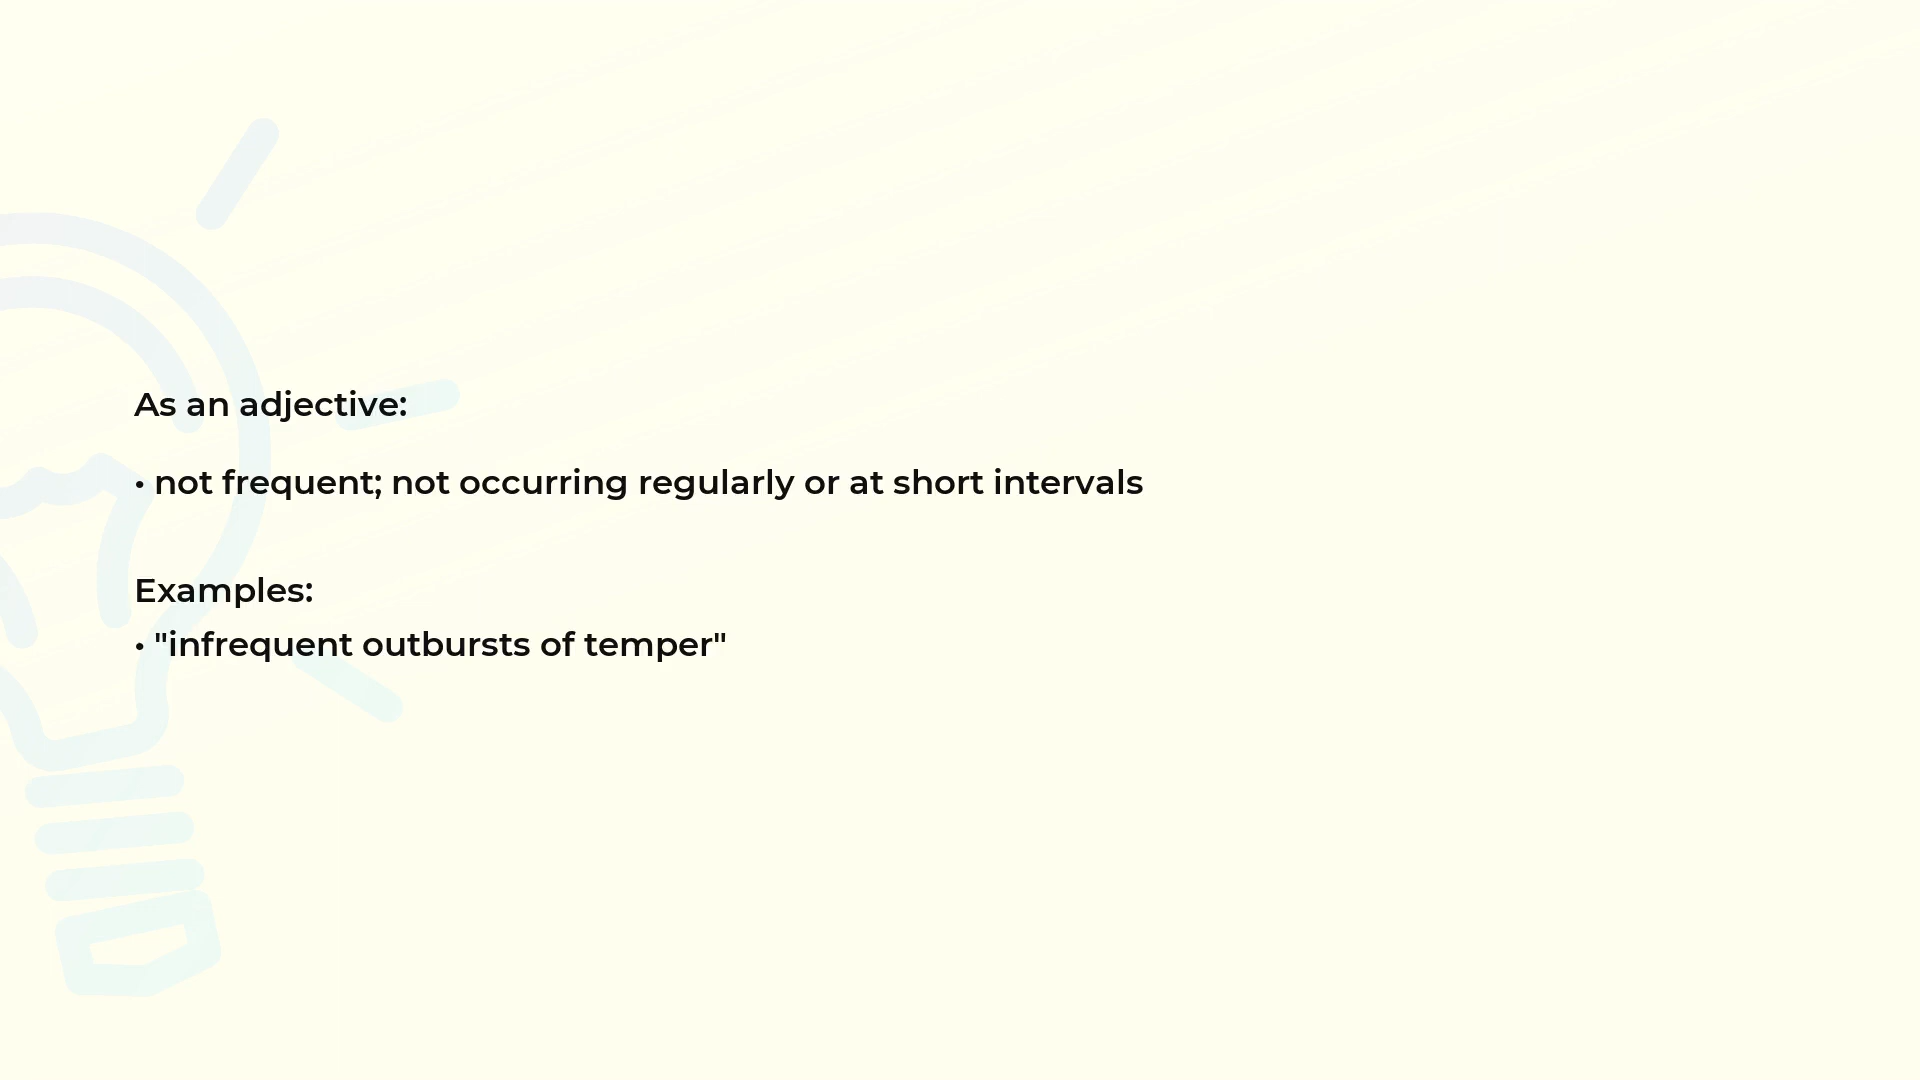 As an adjective:
• not frequent; not occurring regularly or at short intervals
Examples:
• "infrequent outbursts of temper"